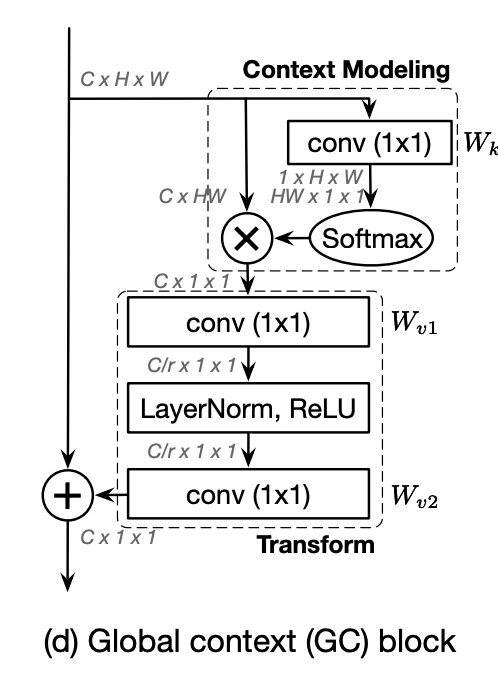 C x H x W
Context Modeling
conv (1x1)
W_k
1 x H x W
C x HW
HW x 1 x 1
×
Softmax
C x 1 x 1
conv (1x1)
W_{v1}
C/r x 1 x 1
LayerNorm, ReLU
C/r x 1 x 1
+
conv (1x1)
W_{v2}
C x 1 x 1
Transform
(d) Global context (GC) block